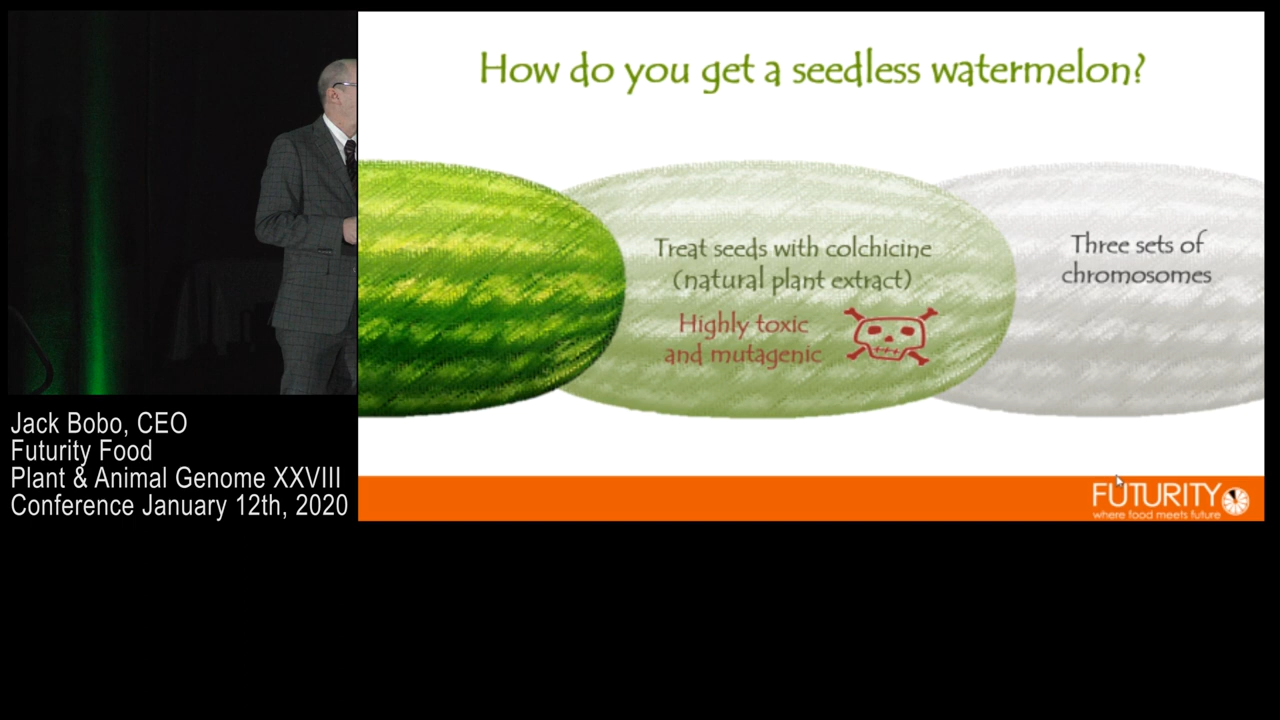 How do you get a seedless watermelon?
Treat seeds with colchicine
(natural plant extract)
Highly toxic
and mutagenic
Three sets of
chromosomes
FUTURITY
where food meets future
Jack Bobo, CEO
Futurity Food
Plant & Animal Genome XXVIII
Conference January 12th, 2020